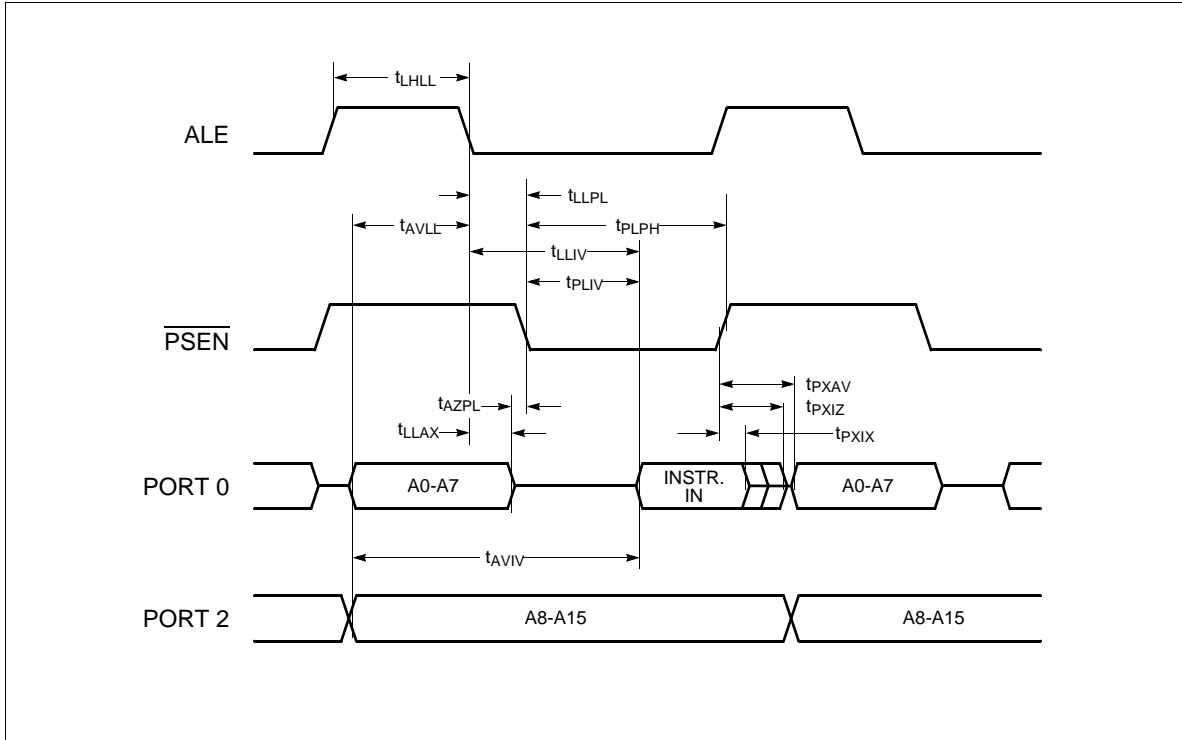 tLHLL
ALE
tLLPL
tAVLL
tPLPH
tLLIV
tPLIV
PSEN
tPXAV
tAZPL
tPXIZ
tLLAX
tPXIX
PORT 0
A0-A7
INSTR.
IN
A0-A7
tAVIV
PORT 2
A8-A15
A8-A15